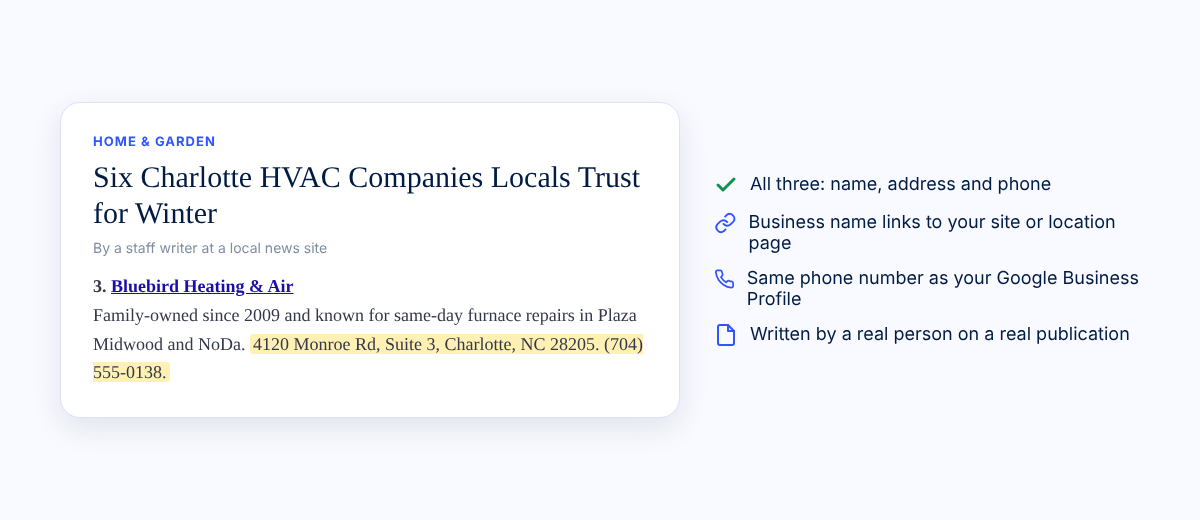 HOME & GARDEN
Six Charlotte HVAC Companies Locals Trust
for Winter
By a staff writer at a local news site
3. Bluebird Heating & Air
Family-owned since 2009 and known for same-day furnace repairs in Plaza
Midwood and NoDa. 4120 Monroe Rd, Suite 3, Charlotte, NC 28205. (704)
555-0138.
All three: name, address and phone
Business name links to your site or location
page
Same phone number as your Google Business
Profile
Written by a real person on a real publication